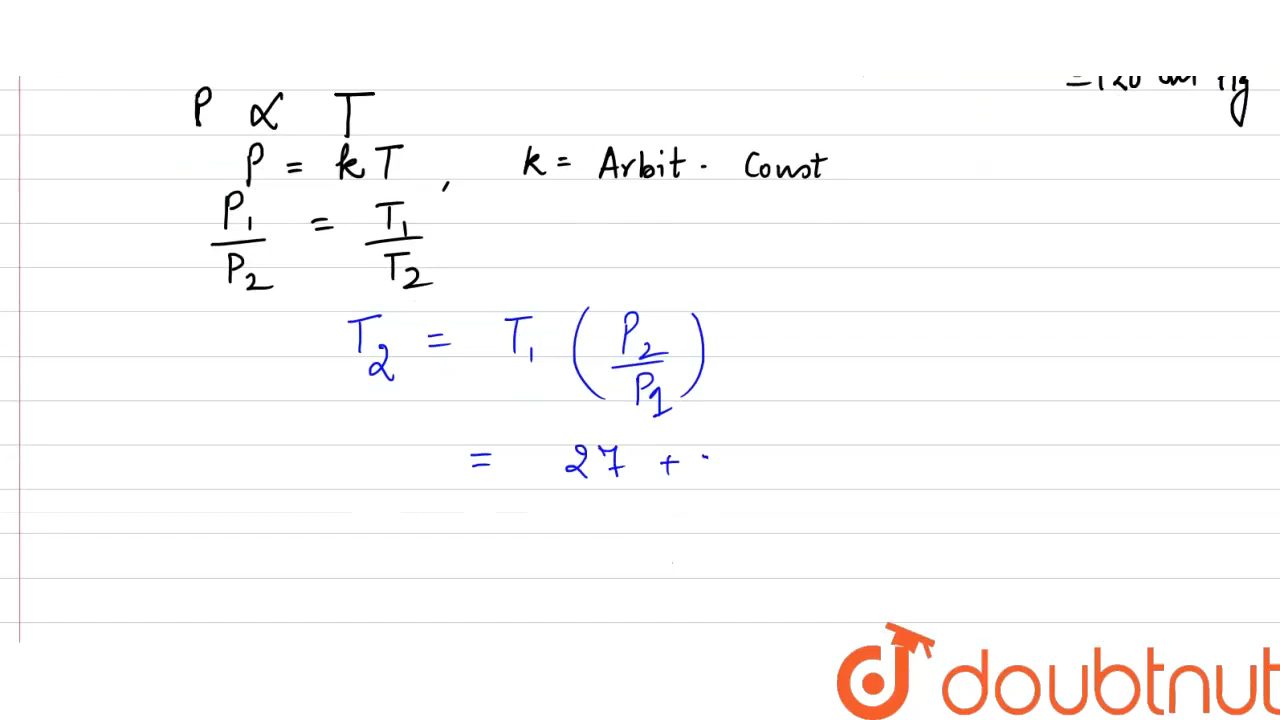 P ∝ T
P = kT , k = Arbit. Const
P1/P2 = T1/T2
T2 = T1 (P2/P1)
= 27 +
doubtnut